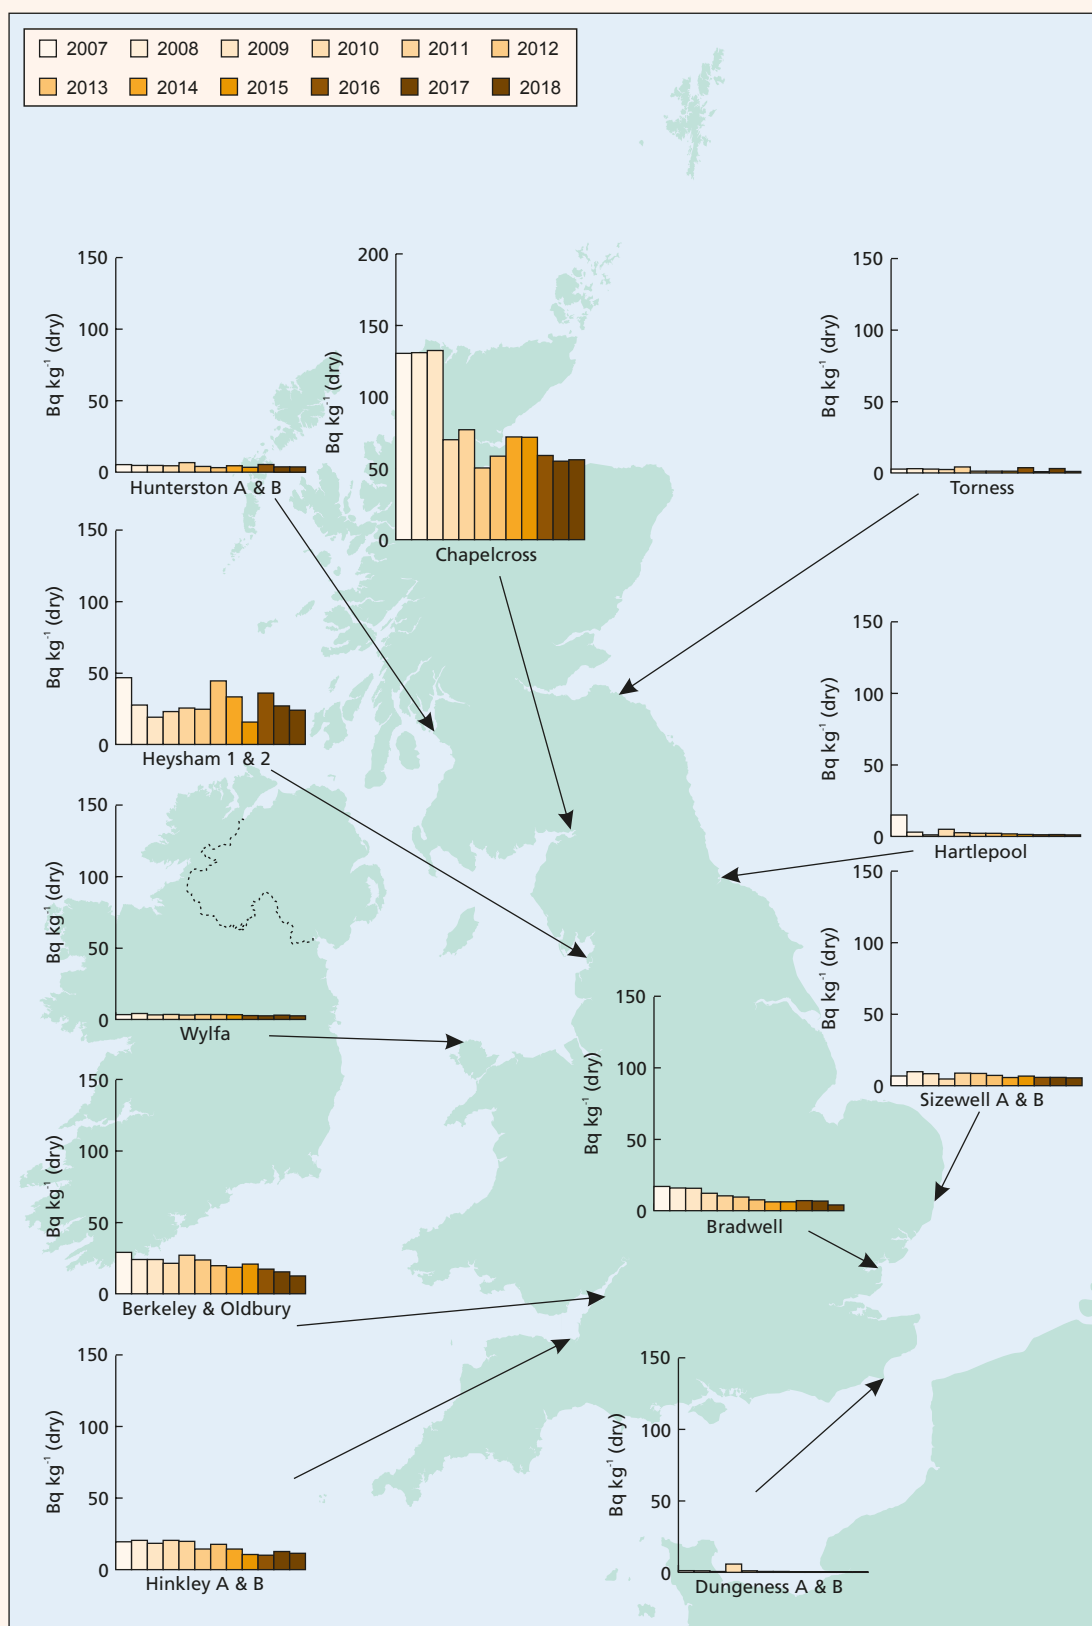 2007 2008 2009 2010 2011 2012
2013 2014 2015 2016 2017 2018
150
100
50
0
Bq kg-1 (dry)
Hunterston A & B
200
150
100
50
0
Bq kg-1 (dry)
Chapelcross
150
100
50
0
Bq kg-1 (dry)
Torness
150
100
50
0
Bq kg-1 (dry)
Heysham 1 & 2
150
100
50
0
Bq kg-1 (dry)
Hartlepool
150
100
50
0
Bq kg-1 (dry)
Wylfa
150
100
50
0
Bq kg-1 (dry)
Sizewell A & B
150
100
50
0
Bq kg-1 (dry)
Bradwell
150
100
50
0
Bq kg-1 (dry)
Berkeley & Oldbury
150
100
50
0
Bq kg-1 (dry)
Hinkley A & B
150
100
50
0
Bq kg-1 (dry)
Dungeness A & B